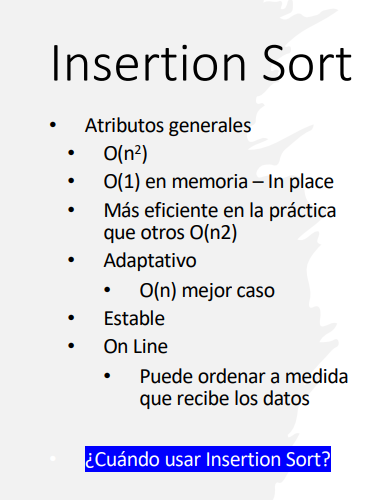 Insertion Sort
• Atributos generales
• O(n²)
• O(1) en memoria – In place
• Más eficiente en la práctica
que otros O(n2)
• Adaptativo
• O(n) mejor caso
• Estable
• On Line
• Puede ordenar a medida
que recibe los datos
• ¿Cuándo usar Insertion Sort?